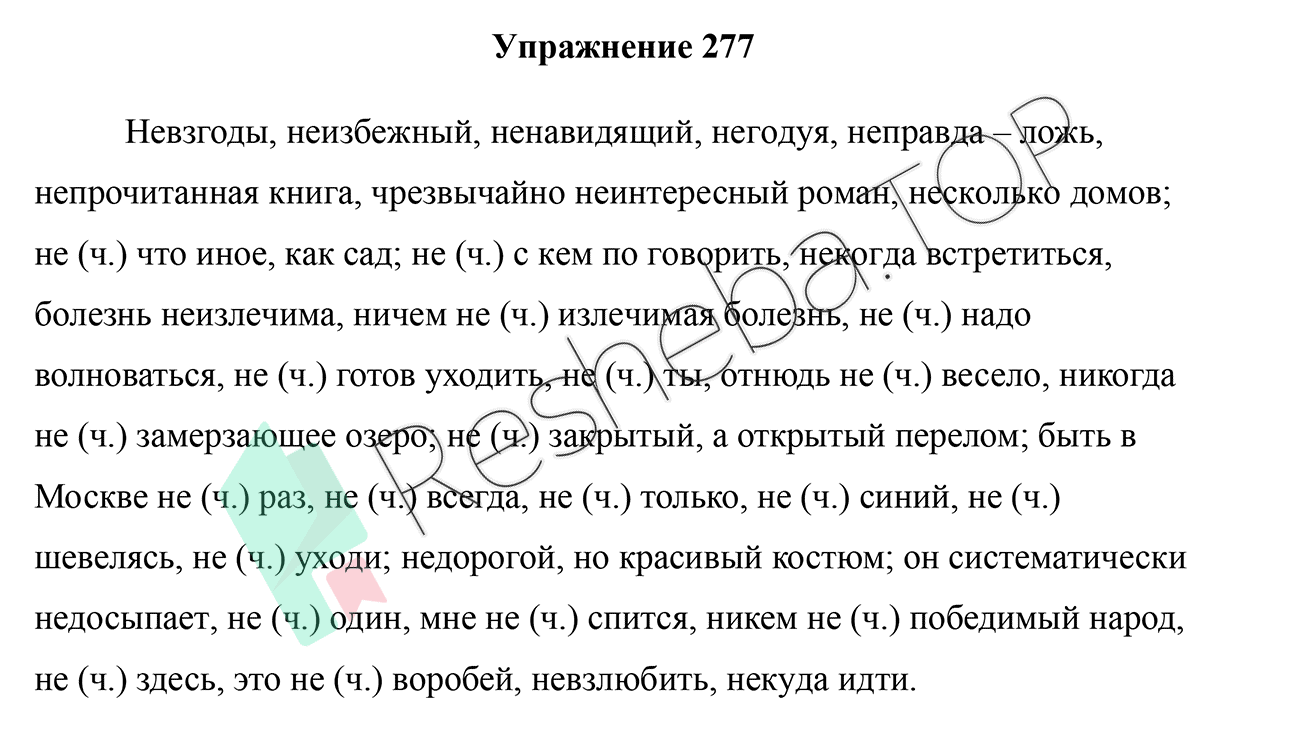 Упражнение 277
Невзгоды, неизбежный, ненавидящий, негодуя, неправда – ложь,
непрочитанная книга, чрезвычайно неинтересный роман, несколько домов;
не (ч.) что иное, как сад; не (ч.) с кем по говорить, некогда встретиться,
болезнь неизлечима, ничем не (ч.) излечимая болезнь, не (ч.) надо
волноваться, не (ч.) готов уходить, не (ч.) ты, отнюдь не (ч.) весело, никогда
не (ч.) замерзающее озеро; не (ч.) закрытый, а открытый перелом; быть в
Москве не (ч.) раз, не (ч.) всегда, не (ч.) только, не (ч.) синий, не (ч.)
шевелясь, не (ч.) уходи; недорогой, но красивый костюм; он систематически
недосыпает, не (ч.) один, мне не (ч.) спится, никем не (ч.) победимый народ,
не (ч.) здесь, это не (ч.) воробей, невзлюбить, некуда идти.
Resheba.TOP